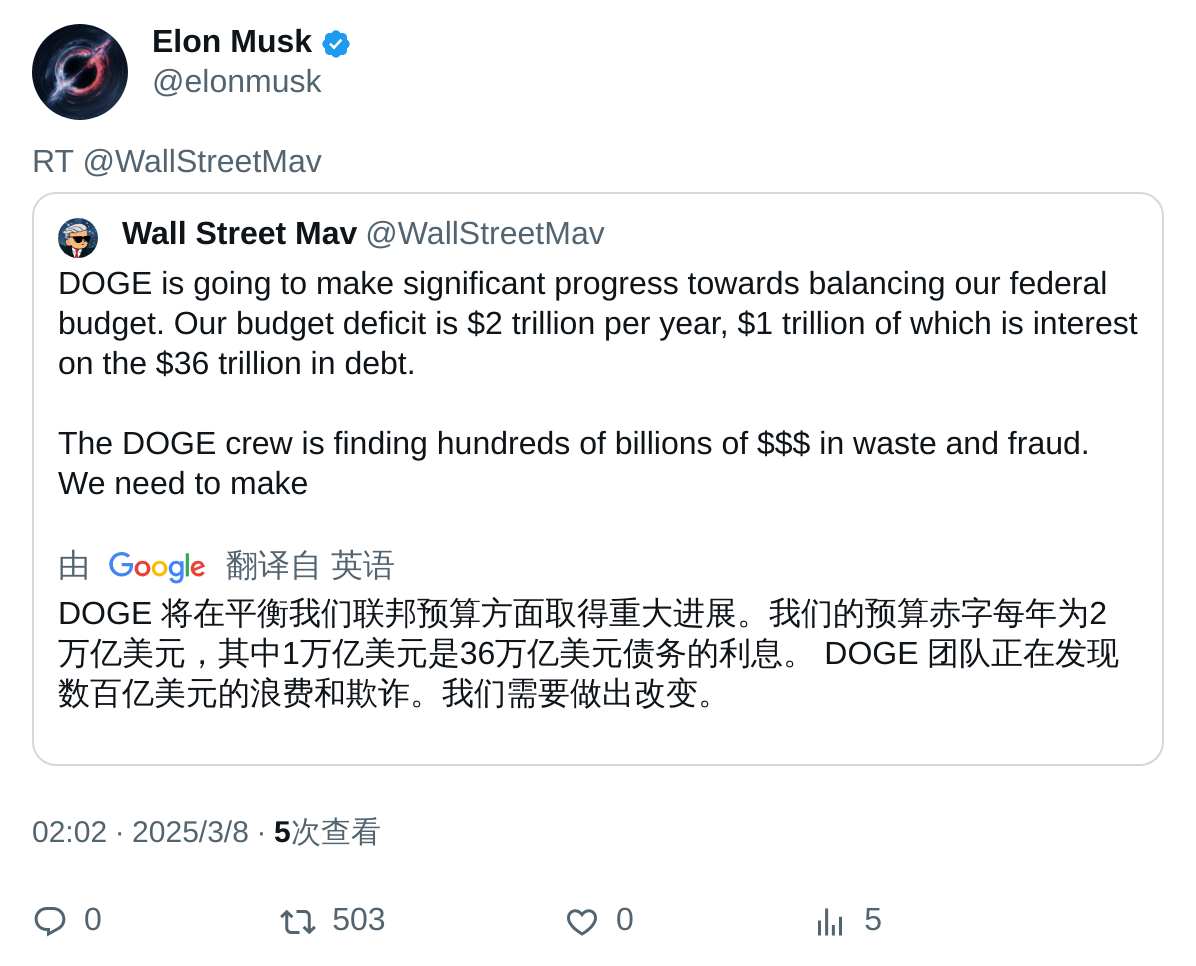 Elon Musk
@elonmusk
RT @WallStreetMav
Wall Street Mav @WallStreetMav
DOGE is going to make significant progress towards balancing our federal
budget. Our budget deficit is $2 trillion per year, $1 trillion of which is interest
on the $36 trillion in debt.
The DOGE crew is finding hundreds of billions of $$$ in waste and fraud.
We need to make
由 Google 翻译自 英语
DOGE 将在平衡我们联邦预算方面取得重大进展。我们的预算赤字每年为2
万亿美元，其中1万亿美元是36万亿美元债务的利息。 DOGE 团队正在发现
数百亿美元的浪费和欺诈。我们需要做出改变。
02:02 · 2025/3/8 · 5次查看
0 503 0 5